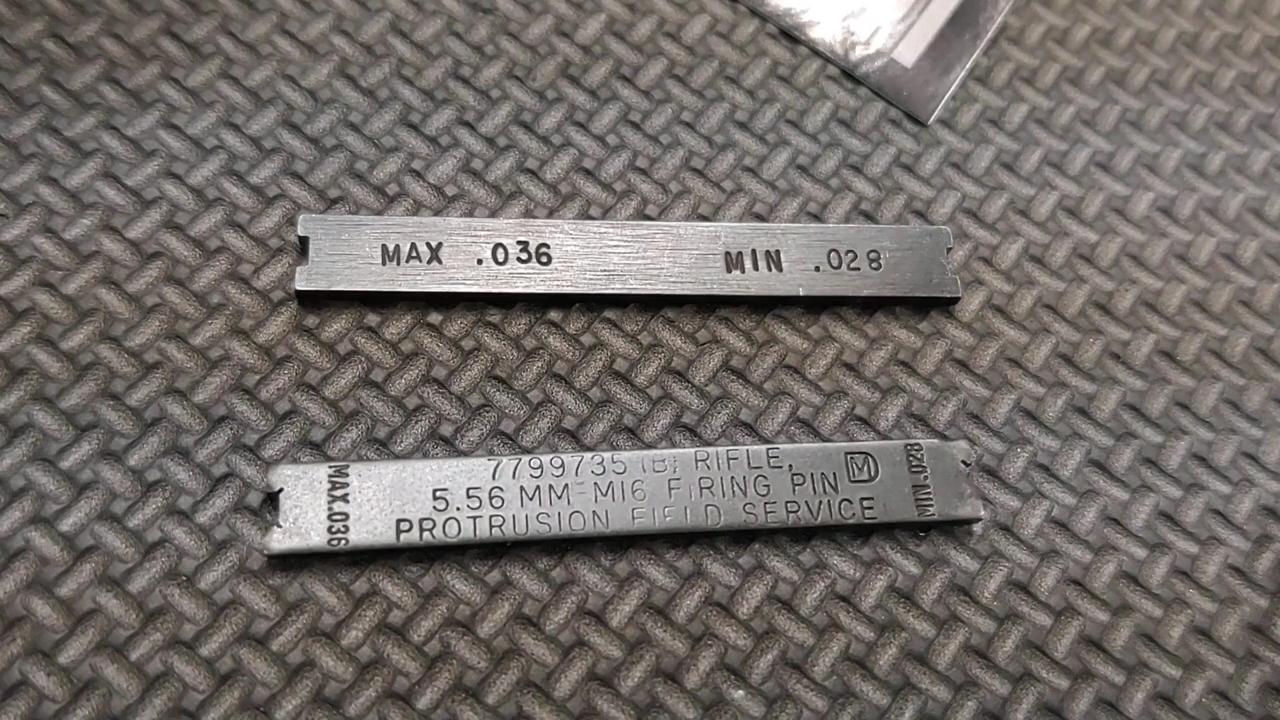 MAX .036 MIN .028
7799735 (B) RIFLE,
5.56 MM-M16 FIRING PIN M
PROTRUSION FIELD SERVICE
MAX.036
MIN.028